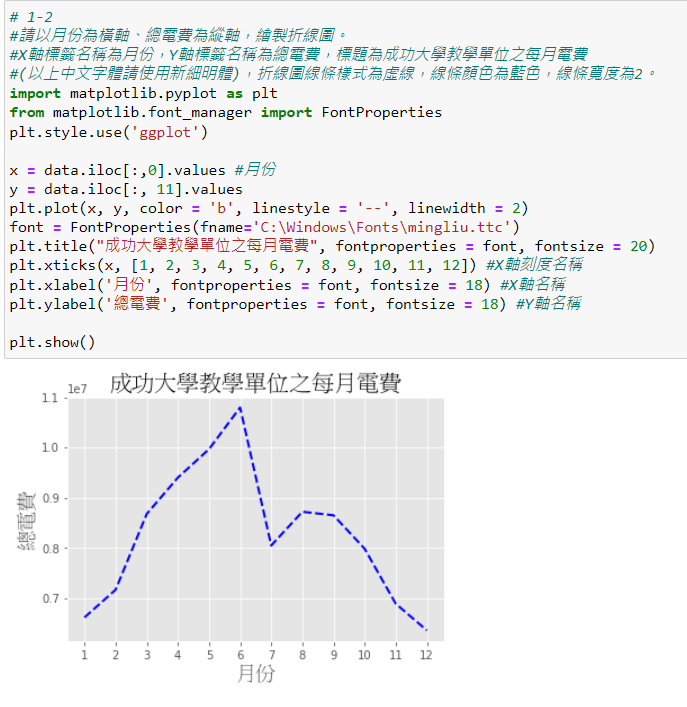 # 1-2
#請以月份為橫軸、總電費為縱軸，繪製折線圖。
#X軸標籤名稱為月份，Y軸標籤名稱為總電費，標題為成功大學教學單位之每月電費
#(以上中文字體請使用新細明體)，折線圖線條樣式為虛線，線條顏色為藍色，線條寬度為2。
import matplotlib.pyplot as plt
from matplotlib.font_manager import FontProperties
plt.style.use('ggplot')
x = data.iloc[:,0].values #月份
y = data.iloc[:, 11].values
plt.plot(x, y, color = 'b', linestyle = '--', linewidth = 2)
font = FontProperties(fname='C:\Windows\Fonts\mingliu.ttc')
plt.title("成功大學教學單位之每月電費", fontproperties = font, fontsize = 20)
plt.xticks(x, [1, 2, 3, 4, 5, 6, 7, 8, 9, 10, 11, 12]) #X軸刻度名稱
plt.xlabel('月份', fontproperties = font, fontsize = 18) #X軸名稱
plt.ylabel('總電費', fontproperties = font, fontsize = 18) #Y軸名稱
plt.show()
成功大學教學單位之每月電費
1e7
1.1
1.0
0.9
0.8
0.7
總電費
1 2 3 4 5 6 7 8 9 10 11 12
月份